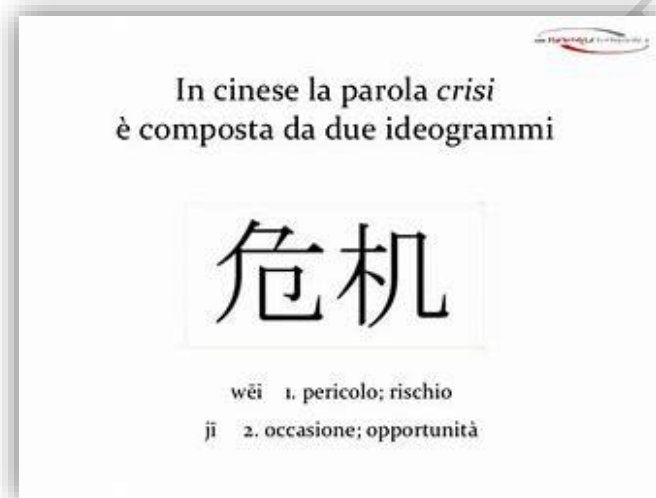 In cinese la parola crisi
è composta da due ideogrammi
危机
wēi 1. pericolo; rischio
jī 2. occasione; opportunità